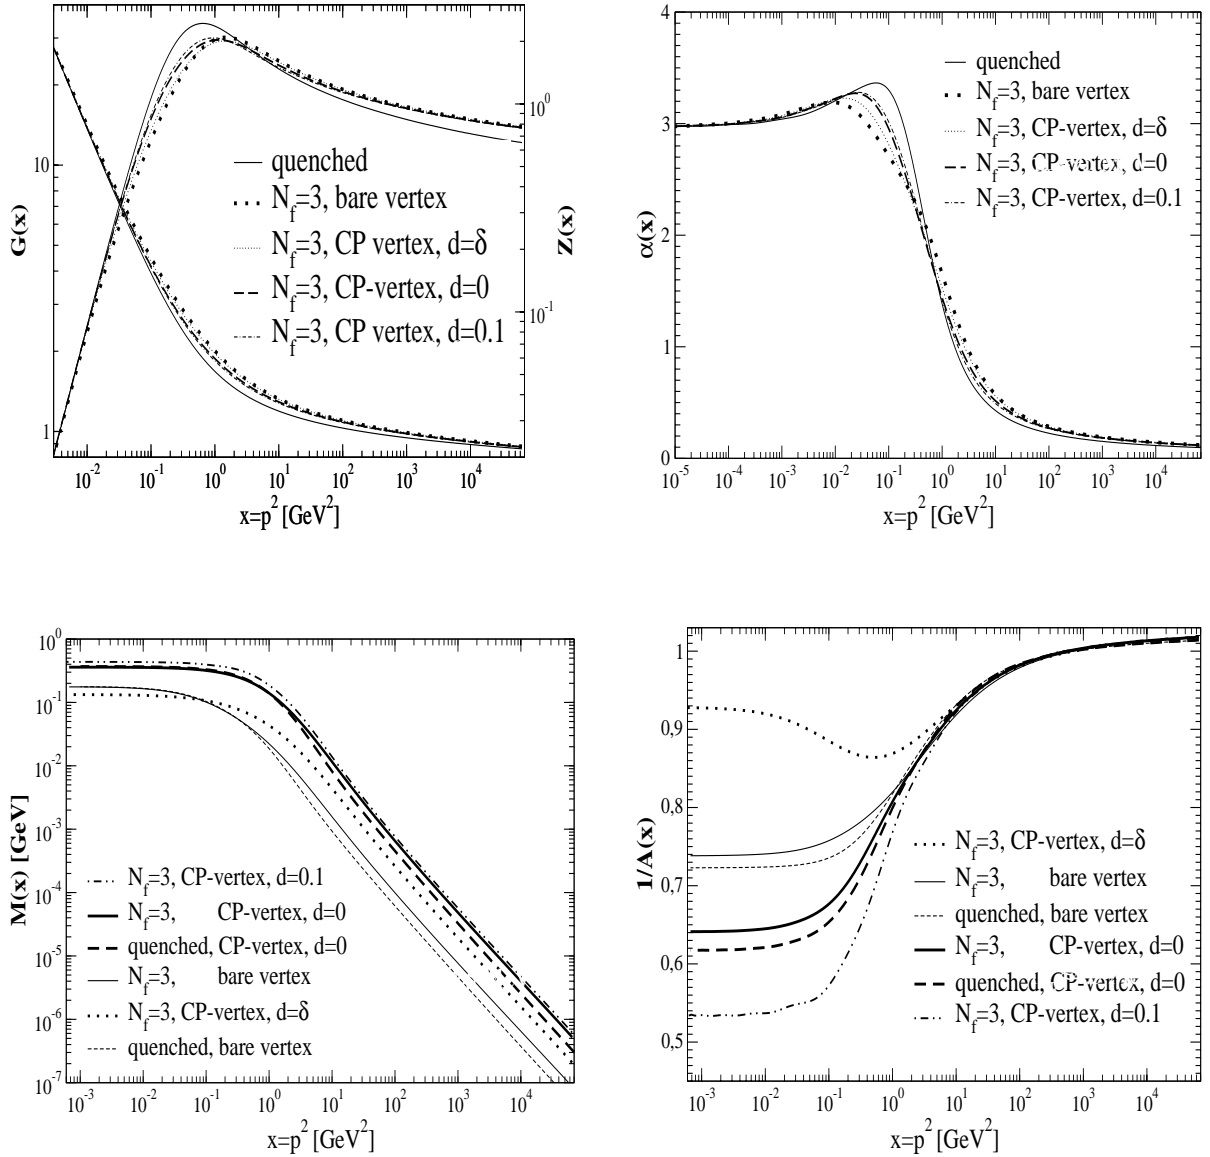 G(x)
10
1
Z(x)
10^0
10^-1
quenched
N_f=3, bare vertex
N_f=3, CP vertex, d=δ
N_f=3, CP-vertex, d=0
N_f=3, CP vertex, d=0.1
10^-2 10^-1 10^0 10^1 10^2 10^3 10^4
x=p^2 [GeV^2]
α(x)
4
3
2
1
0
quenched
N_f=3, bare vertex
N_f=3, CP-vertex, d=δ
N_f=3, CP-vertex, d=0
N_f=3, CP-vertex, d=0.1
10^-5 10^-4 10^-3 10^-2 10^-1 10^0 10^1 10^2 10^3 10^4
x=p^2 [GeV^2]
M(x) [GeV]
10^0
10^-1
10^-2
10^-3
10^-4
10^-5
10^-6
10^-7
N_f=3, CP-vertex, d=0.1
N_f=3, CP-vertex, d=0
quenched, CP-vertex, d=0
N_f=3, bare vertex
N_f=3, CP-vertex, d=δ
quenched, bare vertex
10^-3 10^-2 10^-1 10^0 10^1 10^2 10^3 10^4
x=p^2 [GeV^2]
1/A(x)
1
0,9
0,8
0,7
0,6
0,5
N_f=3, CP-vertex, d=δ
N_f=3, bare vertex
quenched, bare vertex
N_f=3, CP-vertex, d=0
quenched, CP-vertex, d=0
N_f=3, CP-vertex, d=0.1
10^-3 10^-2 10^-1 10^0 10^1 10^2 10^3 10^4
x=p^2 [GeV^2]